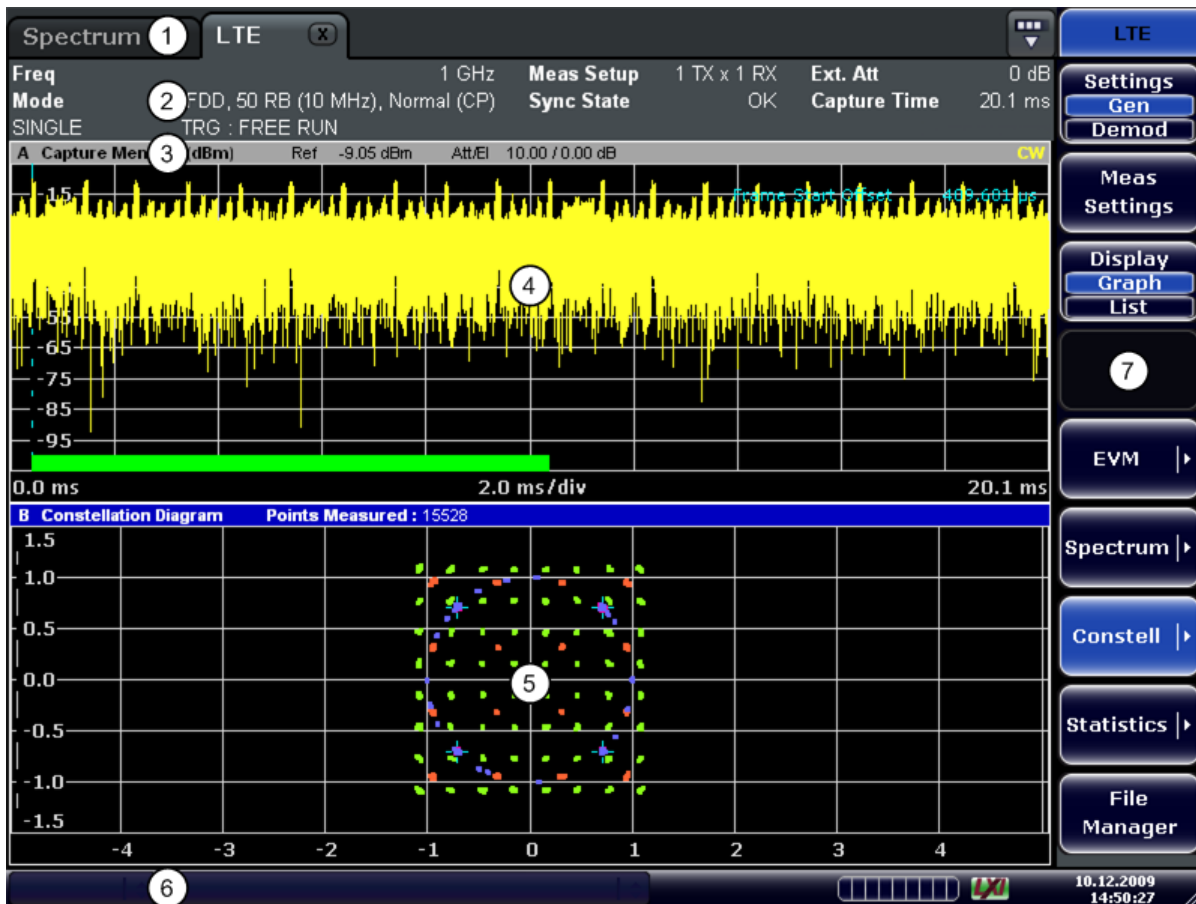 Spectrum 1 LTE X
LTE
Freq 1 GHz Meas Setup 1 TX x 1 RX Ext. Att 0 dB
Mode 2 FDD, 50 RB (10 MHz), Normal (CP) Sync State OK Capture Time 20.1 ms
SINGLE TRG : FREE RUN
A Capture 3 (dBm) Ref -9.05 dBm Att/El 10.00 / 0.00 dB CW
-15
Frame Start Offset 489.601 µs
4
-55
-65
-75
-85
-95
0.0 ms 2.0 ms/div 20.1 ms
B Constellation Diagram Points Measured : 15528
1.5
1.0
0.5
0.0
5
-0.5
-1.0
-1.5
-4 -3 -2 -1 0 1 2 3 4
6
LXI
10.12.2009
14:50:27
Settings
Gen
Demod
Meas
Settings
Display
Graph
List
7
EVM
Spectrum
Constell
Statistics
File
Manager